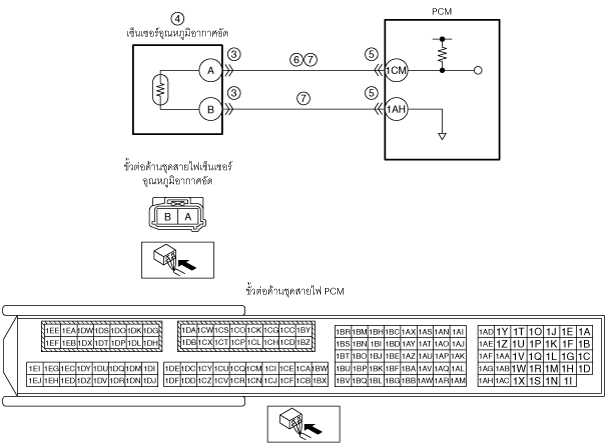 ④
เซ็นเซอร์อุณหภูมิอากาศอัด
PCM
③
⑥⑦
⑤
A
1CM
③
⑦
⑤
B
1AH
ขั้วต่อด้านชุดสายไฟเซ็นเซอร์
อุณหภูมิอากาศอัด
B A
ขั้วต่อด้านชุดสายไฟ PCM
1EE 1EA 1DW 1DS 1DO 1DK 1DG
1EF 1EB 1DX 1DT 1DP 1DL 1DH
1EI 1EG 1EC 1DY 1DU 1DQ 1DM 1DI
1EJ 1EH 1ED 1DZ 1DV 1DR 1DN 1DJ
1DA 1CW 1CS 1CO 1CK 1CG 1CC 1BY
1DB 1CX 1CT 1CP 1CL 1CH 1CD 1BZ
1DE 1DC 1CY 1CU 1CQ 1CM 1CI 1CE 1CA 1BW
1DF 1DD 1CZ 1CV 1CR 1CN 1CJ 1CF 1CB 1BX
1BR 1BM 1BH 1BC 1AX 1AS 1AN 1AI
1BS 1BN 1BI 1BD 1AY 1AT 1AO 1AJ
1BT 1BO 1BJ 1BE 1AZ 1AU 1AP 1AK
1BU 1BP 1BK 1BF 1BA 1AV 1AQ 1AL
1BV 1BQ 1BL 1BG 1BB 1AW 1AR 1AM
1AD 1Y 1T 1O 1J 1E 1A
1AE 1Z 1U 1P 1K 1F 1B
1AF 1AA 1V 1Q 1L 1G 1C
1AG 1AB 1W 1R 1M 1H 1D
1AH 1AC 1X 1S 1N 1I